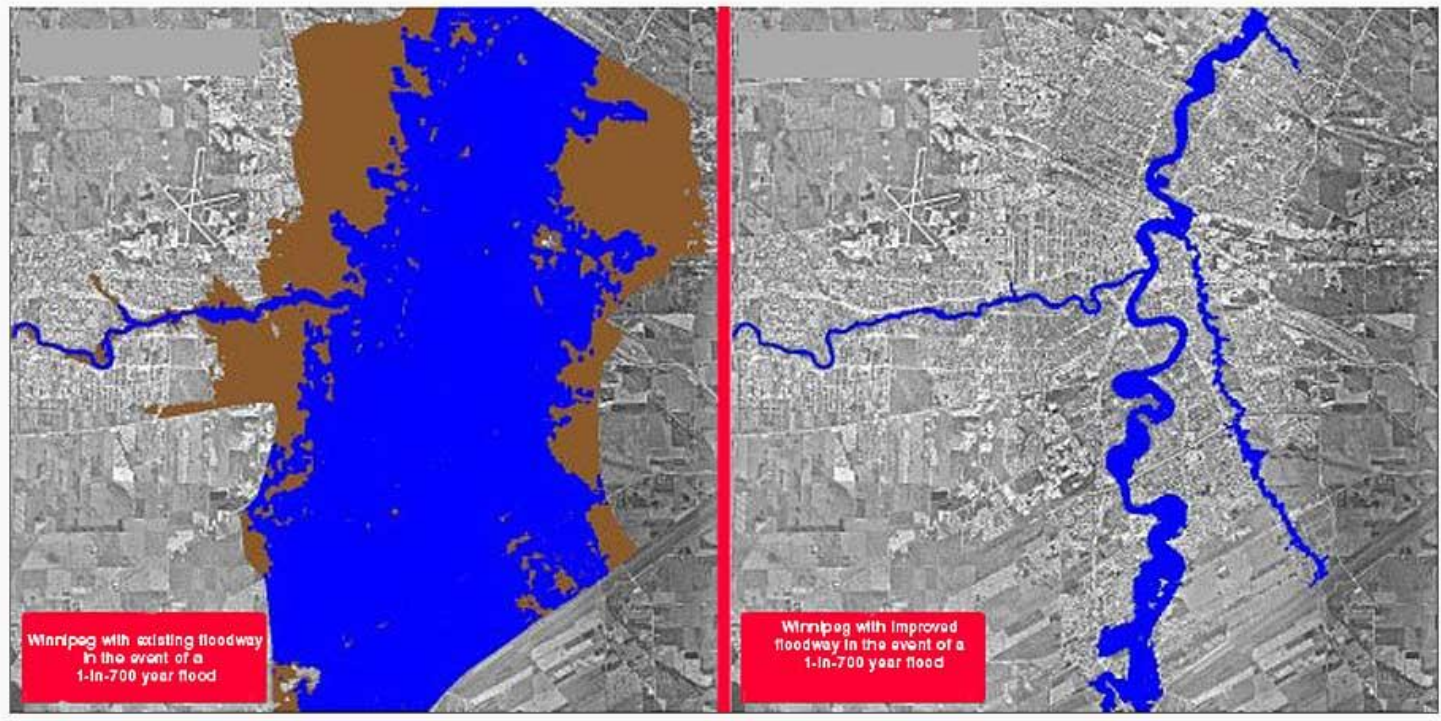 Winnipeg with existing floodway
in the event of a
1-in-700 year flood
Winnipeg with improved
floodway in the event of a
1-in-700 year flood